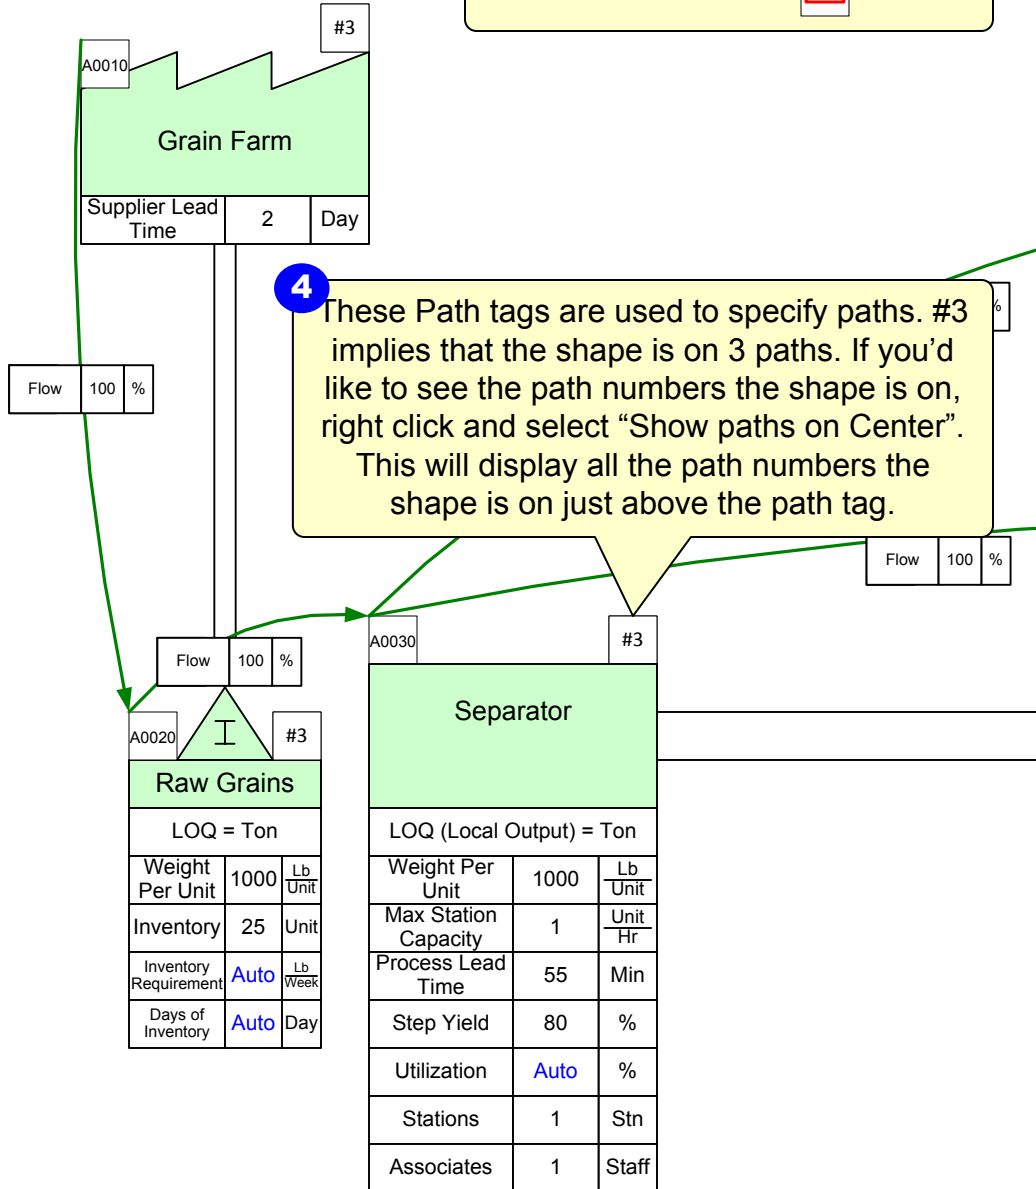 #3
A0010
Grain Farm
Supplier Lead
Time
2
Day
4
These Path tags are used to specify paths. #3
implies that the shape is on 3 paths. If you’d
like to see the path numbers the shape is on,
right click and select “Show paths on Center”.
This will display all the path numbers the
shape is on just above the path tag.
%
Flow 100 %
Flow 100 %
Flow 100 %
A0020
I
#3
Raw Grains
LOQ = Ton
Weight
Per Unit
1000
Lb
Unit
Inventory 25 Unit
Inventory
Requirement
Auto
Lb
Week
Days of
Inventory
Auto
Day
A0030
#3
Separator
LOQ (Local Output) = Ton
Weight Per
Unit
1000
Lb
Unit
Max Station
Capacity
1
Unit
Hr
Process Lead
Time
55
Min
Step Yield 80 %
Utilization Auto %
Stations 1 Stn
Associates 1 Staff